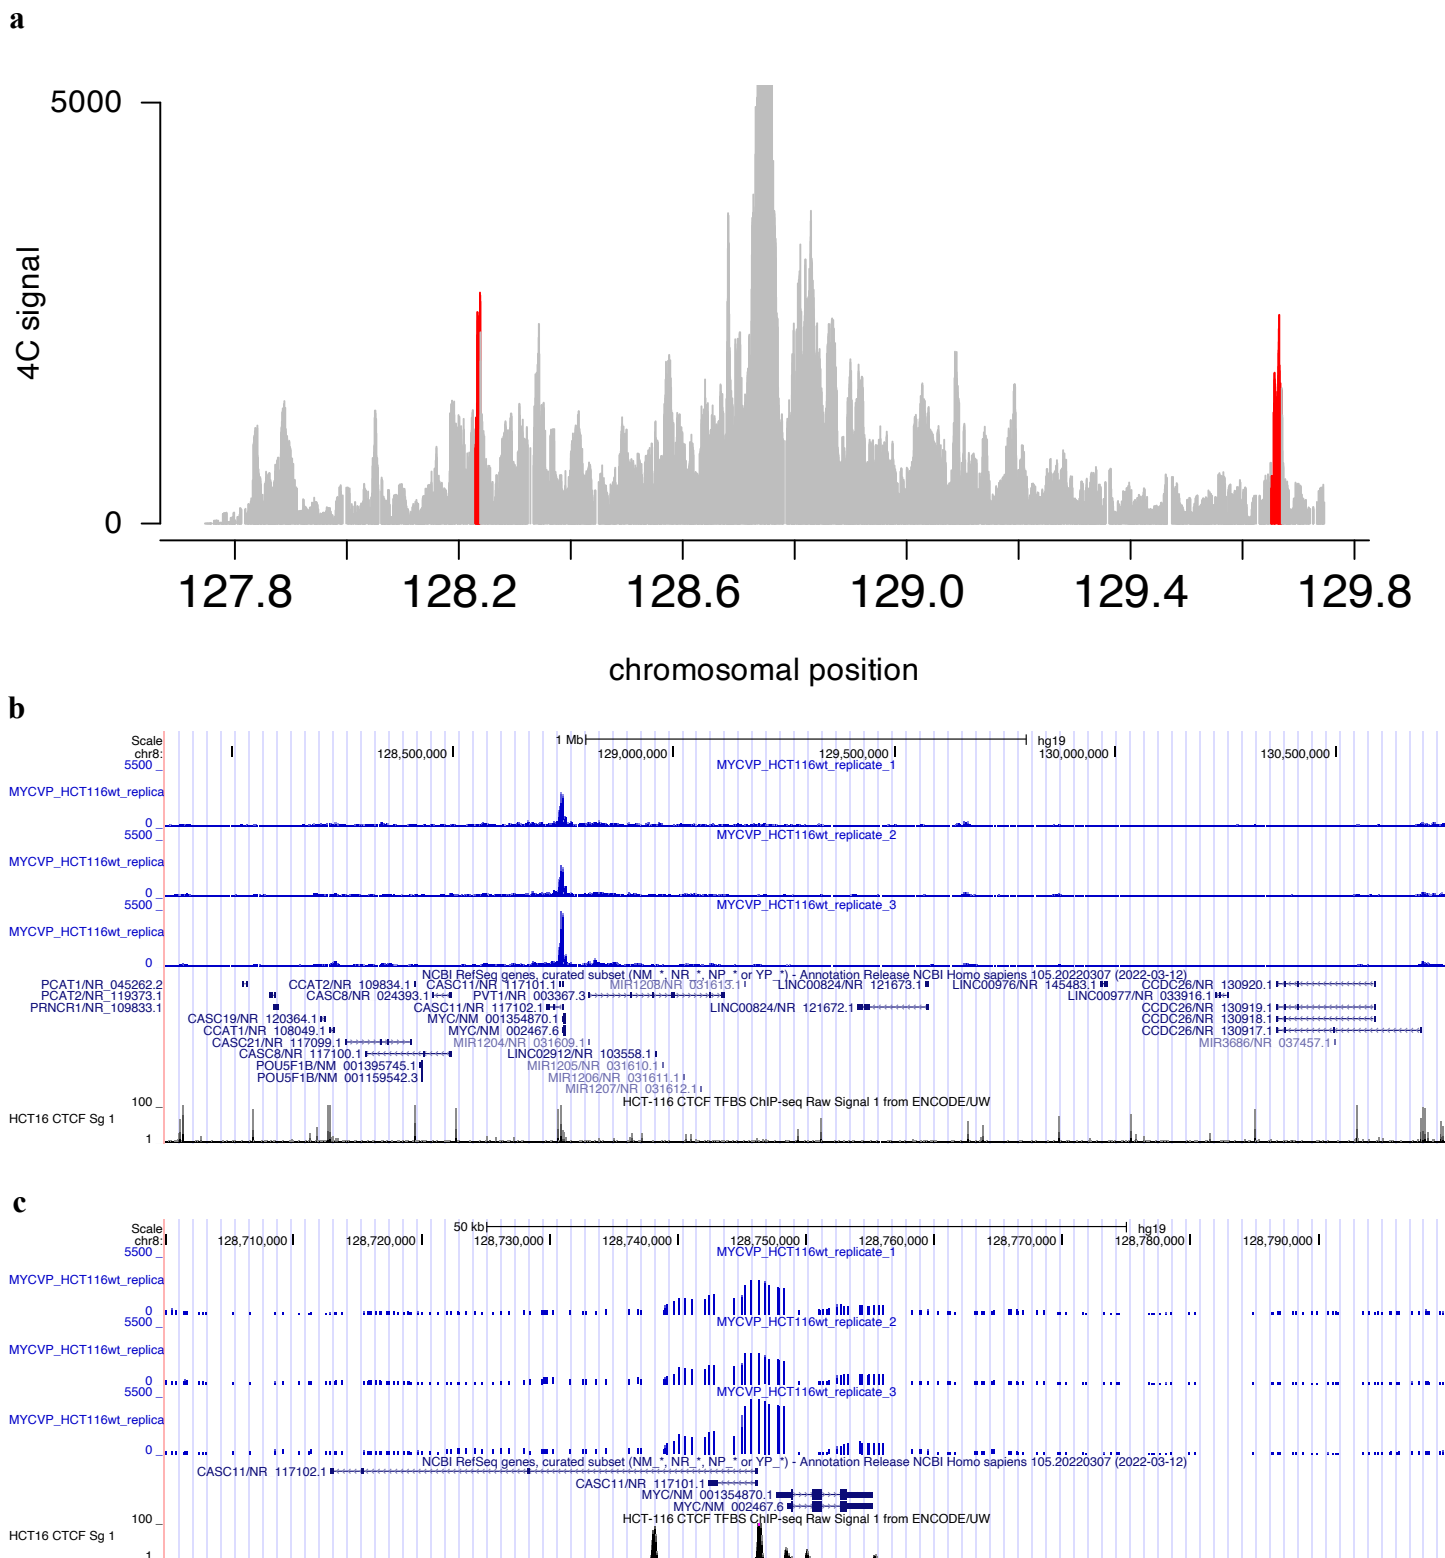 a
5000
4C signal
0
127.8 128.2 128.6 129.0 129.4 129.8
chromosomal position
b
Scale 1 Mb hg19
chr8: 128,500,000 129,000,000 129,500,000 130,000,000 130,500,000
5500 _ MYCVP_HCT116wt_replicate_1
MYCVP_HCT116wt_replica
0 _
5500 _ MYCVP_HCT116wt_replicate_2
MYCVP_HCT116wt_replica
0 _
5500 _ MYCVP_HCT116wt_replicate_3
MYCVP_HCT116wt_replica
0 _
NCBI RefSeq genes, curated subset (NM_*, NR_*, NP_* or YP_*) - Annotation Release NCBI Homo sapiens 105.20220307 (2022-03-12)
PCAT1/NR_045262.2 CCAT2/NR_109834.1 CASC11/NR_117101.1 MIR1208/NR_031613.1 LINC00824/NR_121673.1 LINC00976/NR_145483.1 CCDC26/NR_130920.1
PCAT2/NR_119373.1 CASC8/NR_024393.1 PVT1/NR_003367.3 LINC00977/NR_033916.1
PRNCR1/NR_109833.1 CASC11/NR_117102.1 LINC00824/NR_121672.1 CCDC26/NR_130919.1
CASC19/NR_120364.1 MYC/NM_001354870.1 CCDC26/NR_130918.1
CCAT1/NR_108049.1 MYC/NM_002467.6 CCDC26/NR_130917.1
CASC21/NR_117099.1 MIR1204/NR_031609.1 MIR3686/NR_037457.1
CASC8/NR_117100.1 LINC02912/NR_103558.1
POU5F1B/NM_001395745.1 MIR1205/NR_031610.1
POU5F1B/NM_001159542.3 MIR1206/NR_031611.1
MIR1207/NR_031612.1
100 _ HCT-116 CTCF TFBS ChIP-seq Raw Signal 1 from ENCODE/UW
HCT16 CTCF Sg 1
1 _
c
Scale 50 kb hg19
chr8: 128,710,000 128,720,000 128,730,000 128,740,000 128,750,000 128,760,000 128,770,000 128,780,000 128,790,000
5500 _ MYCVP_HCT116wt_replicate_1
MYCVP_HCT116wt_replica
0 _
5500 _ MYCVP_HCT116wt_replicate_2
MYCVP_HCT116wt_replica
0 _
5500 _ MYCVP_HCT116wt_replicate_3
MYCVP_HCT116wt_replica
0 _
NCBI RefSeq genes, curated subset (NM_*, NR_*, NP_* or YP_*) - Annotation Release NCBI Homo sapiens 105.20220307 (2022-03-12)
CASC11/NR_117102.1
CASC11/NR_117101.1
MYC/NM_001354870.1
MYC/NM_002467.6
100 _ HCT-116 CTCF TFBS ChIP-seq Raw Signal 1 from ENCODE/UW
HCT16 CTCF Sg 1
1